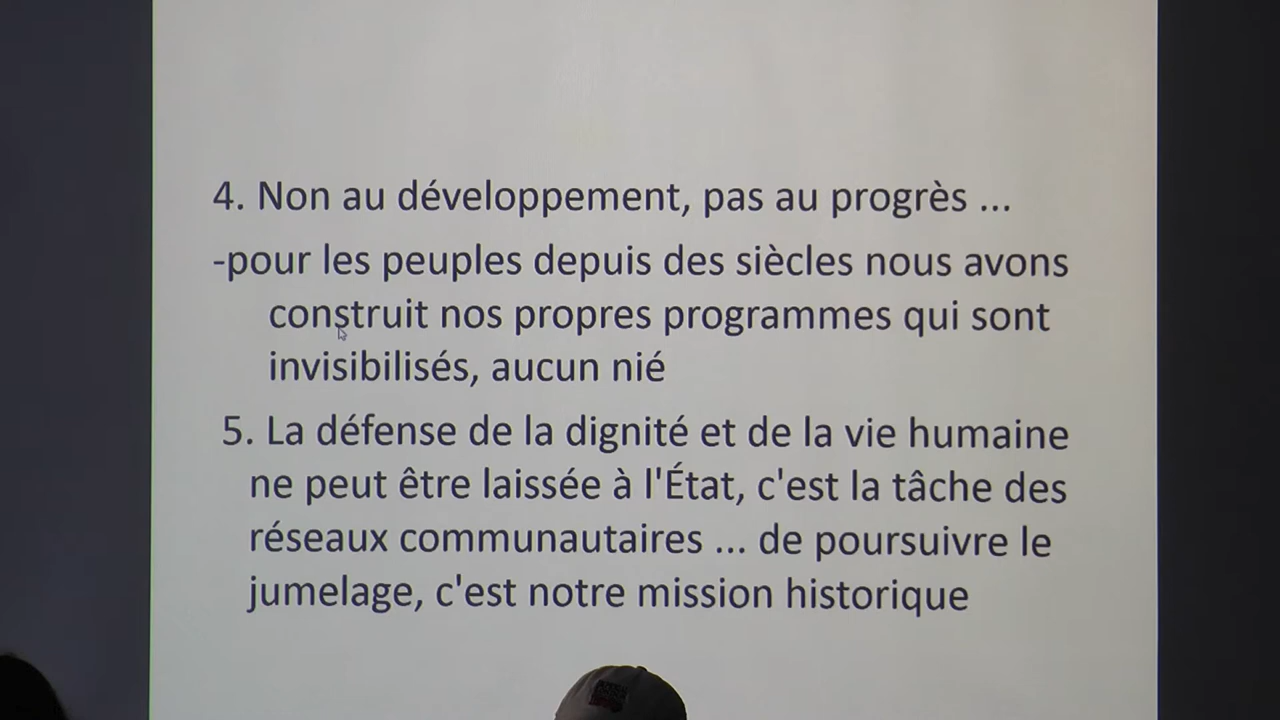 4. Non au développement, pas au progrès ...
-pour les peuples depuis des siècles nous avons
construit nos propres programmes qui sont
invisibilisés, aucun nié
5. La défense de la dignité et de la vie humaine
ne peut être laissée à l'État, c'est la tâche des
réseaux communautaires ... de poursuivre le
jumelage, c'est notre mission historique